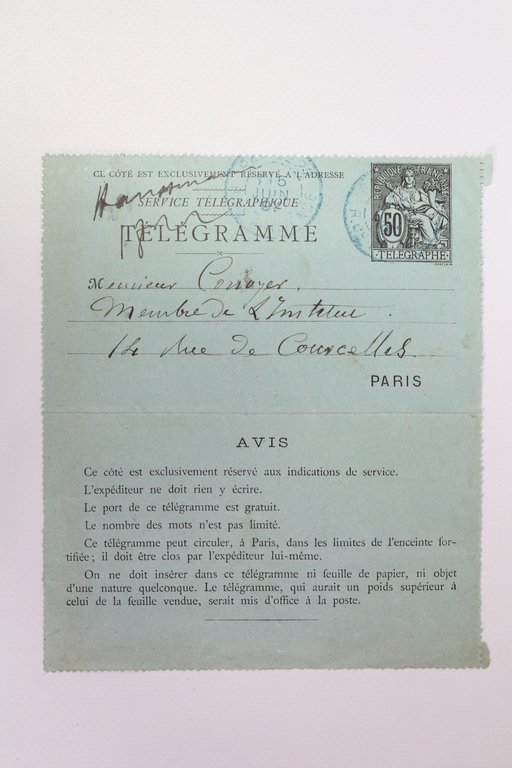 CE CÔTÉ EST EXCLUSIVEMENT RÉSERVÉ A L'ADRESSE
15
JUIN
SERVICE TÉLÉGRAPHIQUE
TÉLÉGRAMME
REPUBLIQUE FRANÇAISE
50
TÉLÉGRAPHE
CHAPLAIN
Monsieur
Membre de L'Institut
14 Rue de Courcelles
PARIS
AVIS
Ce côté est exclusivement réservé aux indications de service.
L'expéditeur ne doit rien y écrire.
Le port de ce télégramme est gratuit.
Le nombre des mots n'est pas limité.
Ce télégramme peut circuler, à Paris, dans les limites de l'enceinte for-
tifiée ; il doit être clos par l'expéditeur lui-même.
On ne doit insérer dans ce télégramme ni feuille de papier, ni objet
d'une nature quelconque. Le télégramme, qui aurait un poids supérieur à
celui de la feuille vendue, serait mis d'office à la poste.